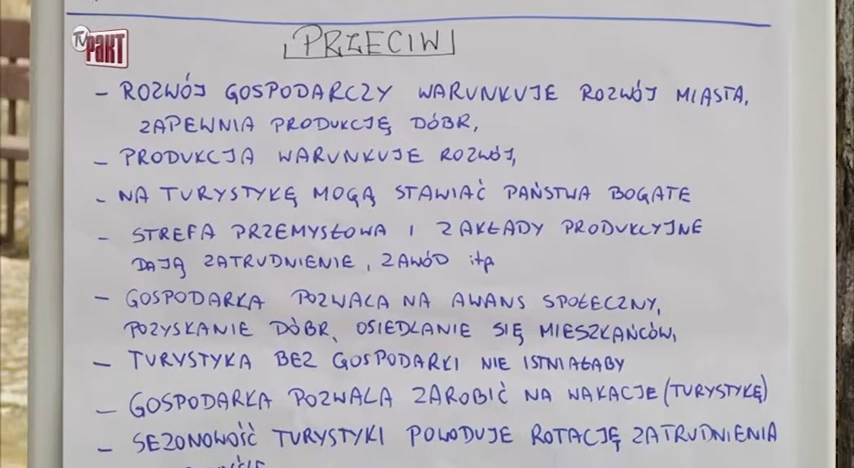 TV PAKT
PRZECIW
- ROZWÓJ GOSPODARCZY WARUNKUJE ROZWÓJ MIASTA,
ZAPEWNIA PRODUKCJĘ DÓBR,
- PRODUKCJA WARUNKUJE ROZWÓJ,
- NA TURYSTYKĘ MOGĄ STAWIAĆ PAŃSTWA BOGATE
- STREFA PRZEMYSŁOWA I ZAKŁADY PRODUKCYJNE
DAJĄ ZATRUDNIENIE, ZAWÓD itp
- GOSPODARKA POZWALA NA AWANS SPOŁECZNY,
POZYSKANIE DÓBR, OSIEDLANIE SIĘ MIESZKAŃCÓW,
- TURYSTYKA BEZ GOSPODARKI NIE ISTNIAŁABY
- GOSPODARKA POZWALA ZAROBIĆ NA WAKACJE (TURYSTYKĘ)
- SEZONOWOŚĆ TURYSTYKI POWODUJE ROTACJĘ ZATRUDNIENIA